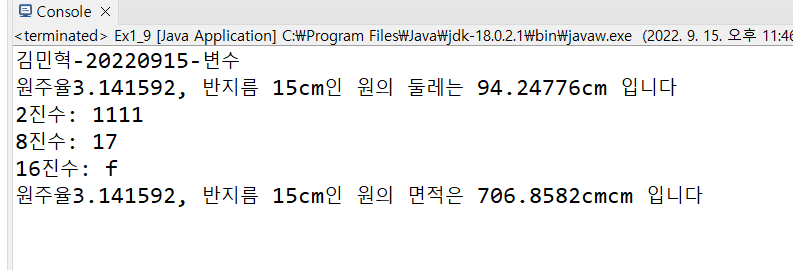 Console
<terminated> Ex1_9 [Java Application] C:₩Program Files₩Java₩jdk-18.0.2.1₩bin₩javaw.exe (2022. 9. 15. 오후 11:46
김민혁-20220915-변수
원주율3.141592, 반지름 15cm인 원의 둘레는 94.24776cm 입니다
2진수: 1111
8진수: 17
16진수: f
원주율3.141592, 반지름 15cm인 원의 면적은 706.8582cmcm 입니다